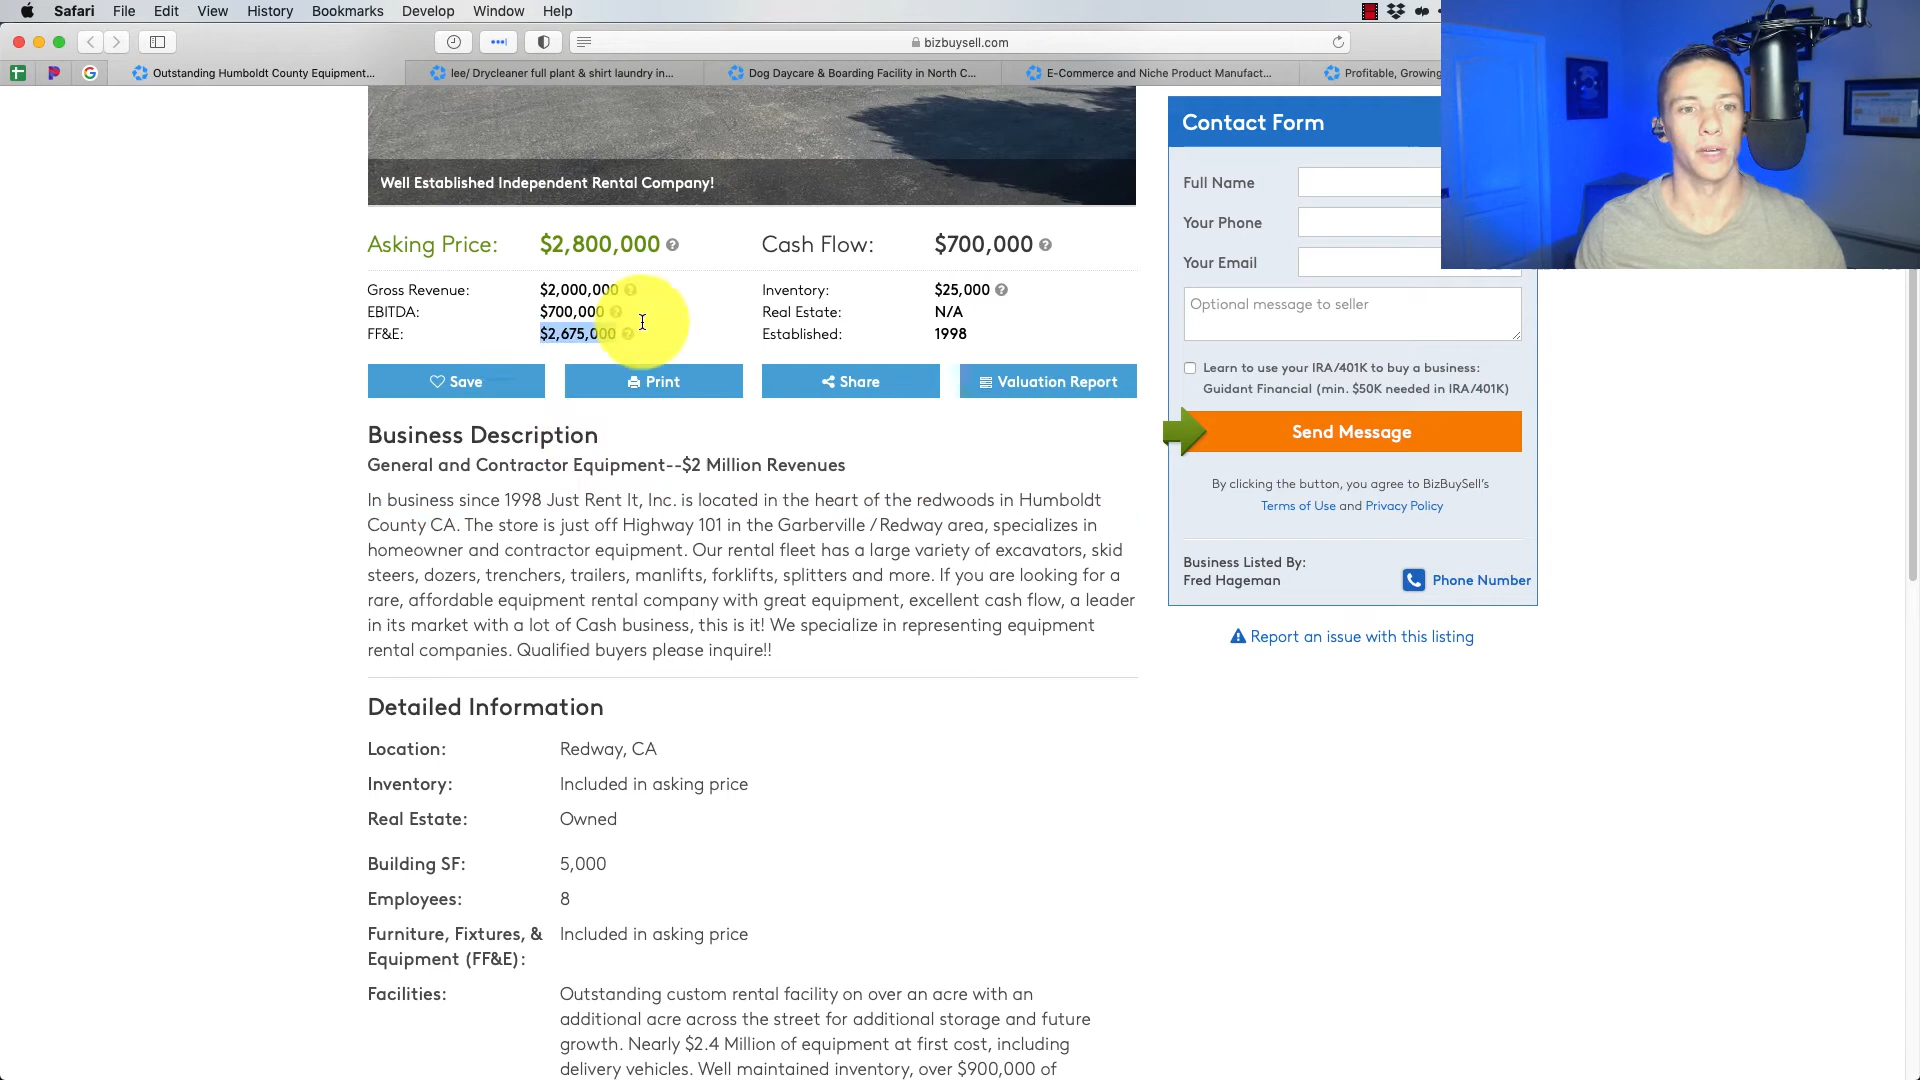 Safari File Edit View History Bookmarks Develop Window Help
bizbuysell.com
Outstanding Humboldt County Equipment...
lee/ Drycleaner full plant & shirt laundry in...
Dog Daycare & Boarding Facility in North C...
E-Commerce and Niche Product Manufact...
Profitable, Growing
Well Established Independent Rental Company!
Asking Price: $2,800,000
Cash Flow: $700,000
Gross Revenue: $2,000,000
EBITDA: $700,000
FF&E: $2,675,000
Inventory: $25,000
Real Estate: N/A
Established: 1998
Save
Print
Share
Valuation Report
Business Description
General and Contractor Equipment--$2 Million Revenues
In business since 1998 Just Rent It, Inc. is located in the heart of the redwoods in Humboldt
County CA. The store is just off Highway 101 in the Garberville /Redway area, specializes in
homeowner and contractor equipment. Our rental fleet has a large variety of excavators, skid
steers, dozers, trenchers, trailers, manlifts, forklifts, splitters and more. If you are looking for a
rare, affordable equipment rental company with great equipment, excellent cash flow, a leader
in its market with a lot of Cash business, this is it! We specialize in representing equipment
rental companies. Qualified buyers please inquire!!
Detailed Information
Location: Redway, CA
Inventory: Included in asking price
Real Estate: Owned
Building SF: 5,000
Employees: 8
Furniture, Fixtures, & Included in asking price
Equipment (FF&E):
Facilities: Outstanding custom rental facility on over an acre with an
additional acre across the street for additional storage and future
growth. Nearly $2.4 Million of equipment at first cost, including
delivery vehicles. Well maintained inventory, over $900,000 of
Contact Form
Full Name
Your Phone
Your Email
Optional message to seller
Learn to use your IRA/401K to buy a business:
Guidant Financial (min. $50K needed in IRA/401K)
Send Message
By clicking the button, you agree to BizBuySell's
Terms of Use and Privacy Policy
Business Listed By:
Fred Hageman
Phone Number
Report an issue with this listing